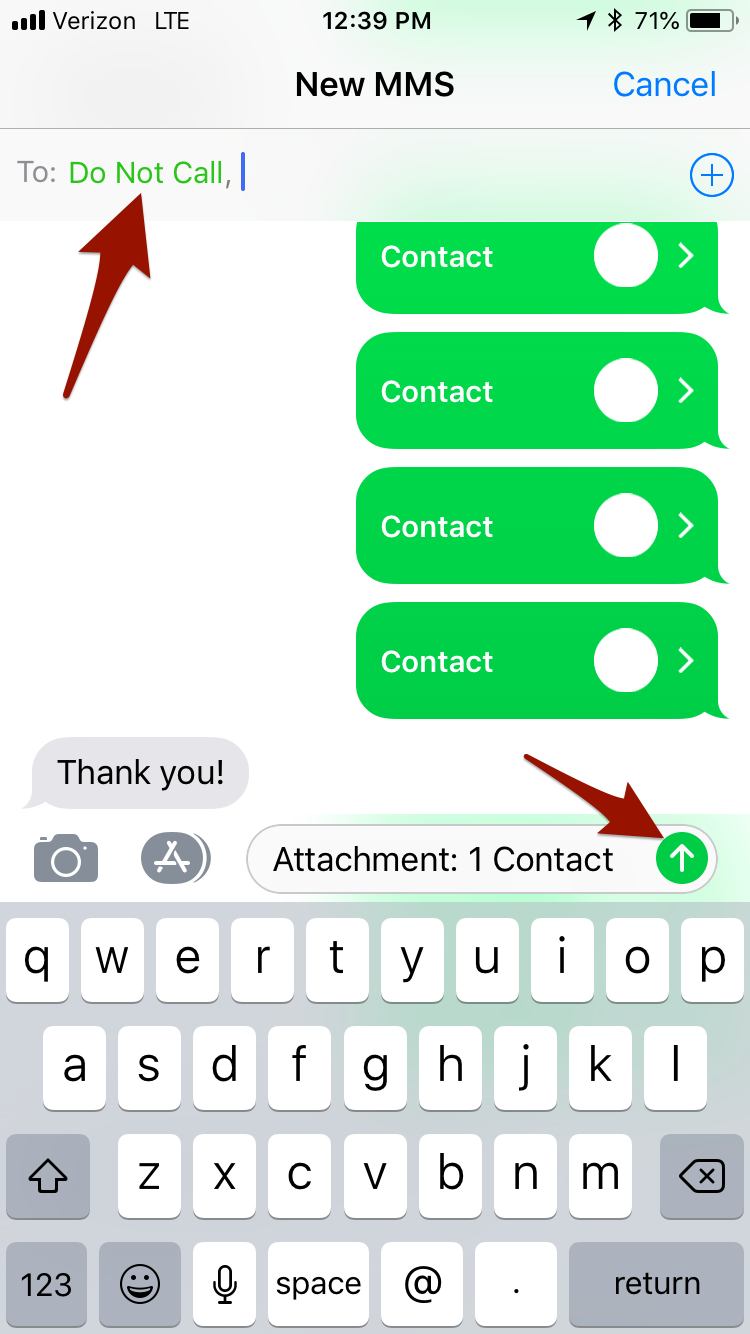 Verizon LTE 12:39 PM 71%
New MMS Cancel
To: Do Not Call,
Contact
Contact
Contact
Contact
Thank you!
Attachment: 1 Contact
q w e r t y u i o p
a s d f g h j k l
z x c v b n m
123 space @ . return